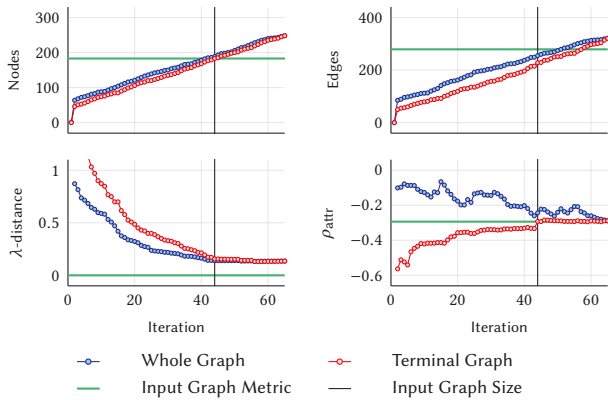 300
200
100
0
Nodes
400
200
0
Edges
1
0.5
0
λ-distance
0 20 40 60
Iteration
0
−0.2
−0.4
−0.6
ρattr
0 20 40 60
Iteration
Whole Graph
Terminal Graph
Input Graph Metric
Input Graph Size